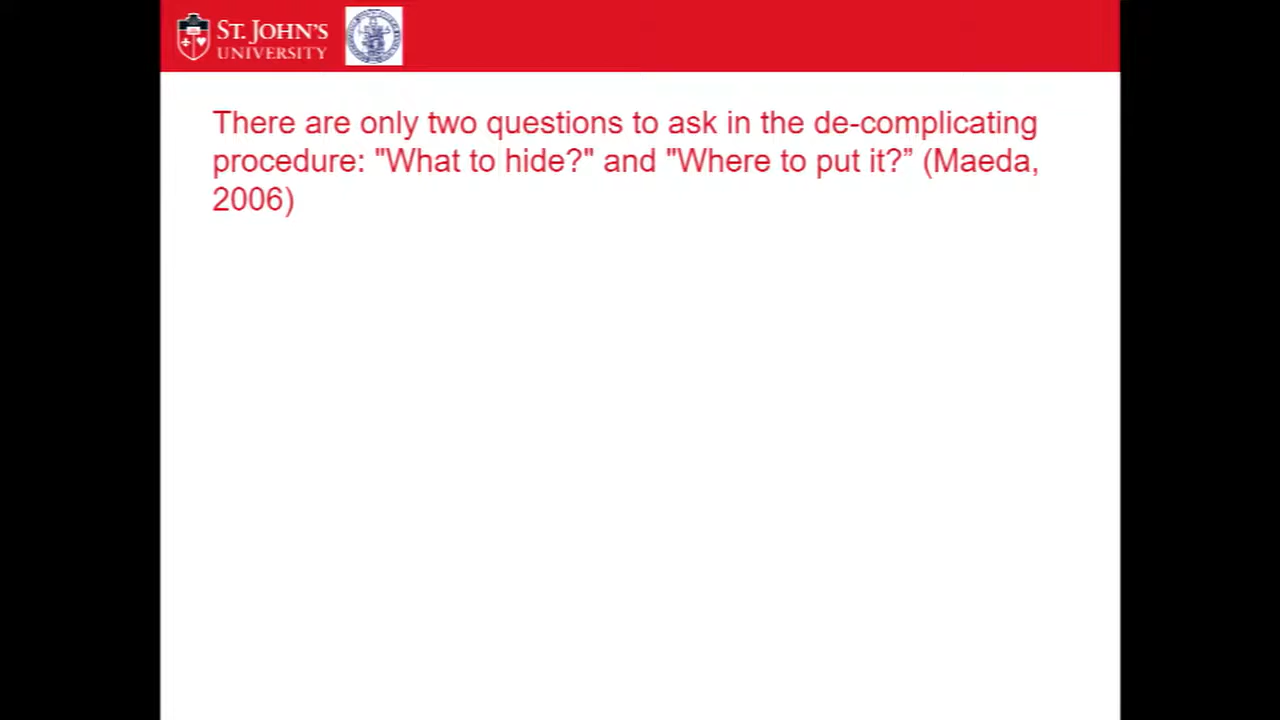 ST. JOHN'S
UNIVERSITY
There are only two questions to ask in the de-complicating
procedure: "What to hide?" and "Where to put it?” (Maeda,
2006)